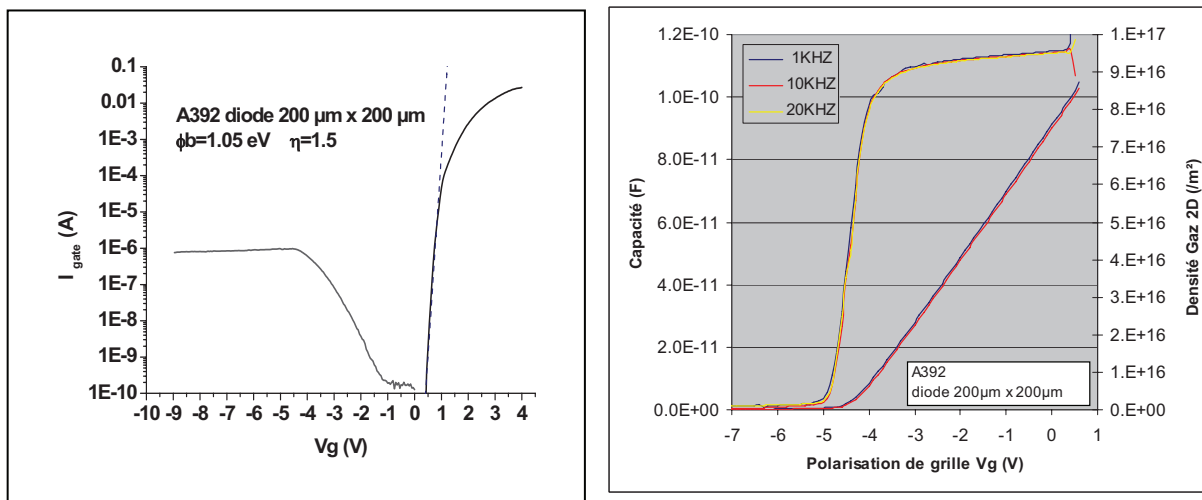 0.1
0.01
1E-3
1E-4
1E-5
1E-6
1E-7
1E-8
1E-9
1E-10
I gate (A)
A392 diode 200 µm x 200 µm
ϕb=1.05 eV η=1.5
-10 -9 -8 -7 -6 -5 -4 -3 -2 -1 0 1 2 3 4
Vg (V)
1.2E-10
1.0E-10
8.0E-11
6.0E-11
4.0E-11
2.0E-11
0.0E+00
Capacité (F)
1KHZ
10KHZ
20KHZ
A392
diode 200µm x 200µm
1.E+17
9.E+16
8.E+16
7.E+16
6.E+16
5.E+16
4.E+16
3.E+16
2.E+16
1.E+16
0.E+00
Densité Gaz 2D (/m²)
-7 -6 -5 -4 -3 -2 -1 0 1
Polarisation de grille Vg (V)